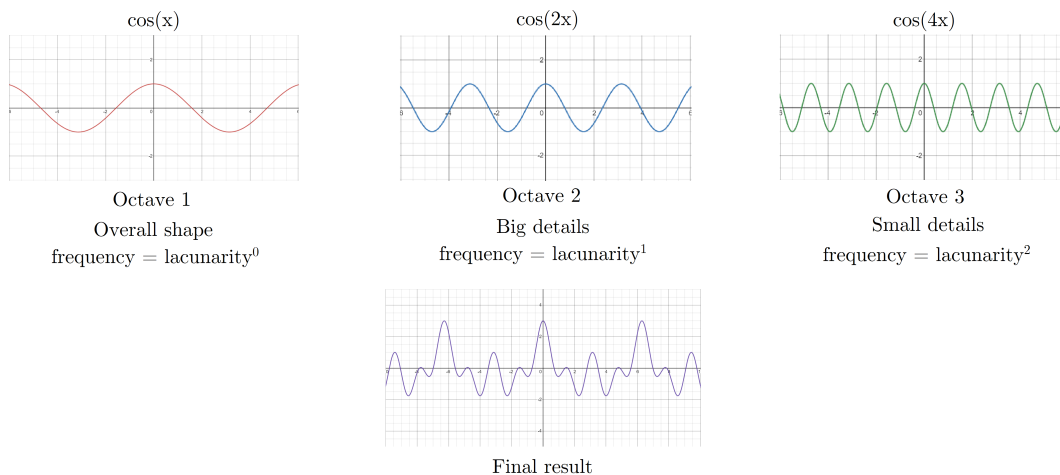 cos(x)
cos(2x)
cos(4x)
Octave 1
Octave 2
Octave 3
Overall shape
Big details
Small details
frequency = lacunarity⁰
frequency = lacunarity¹
frequency = lacunarity²
Final result